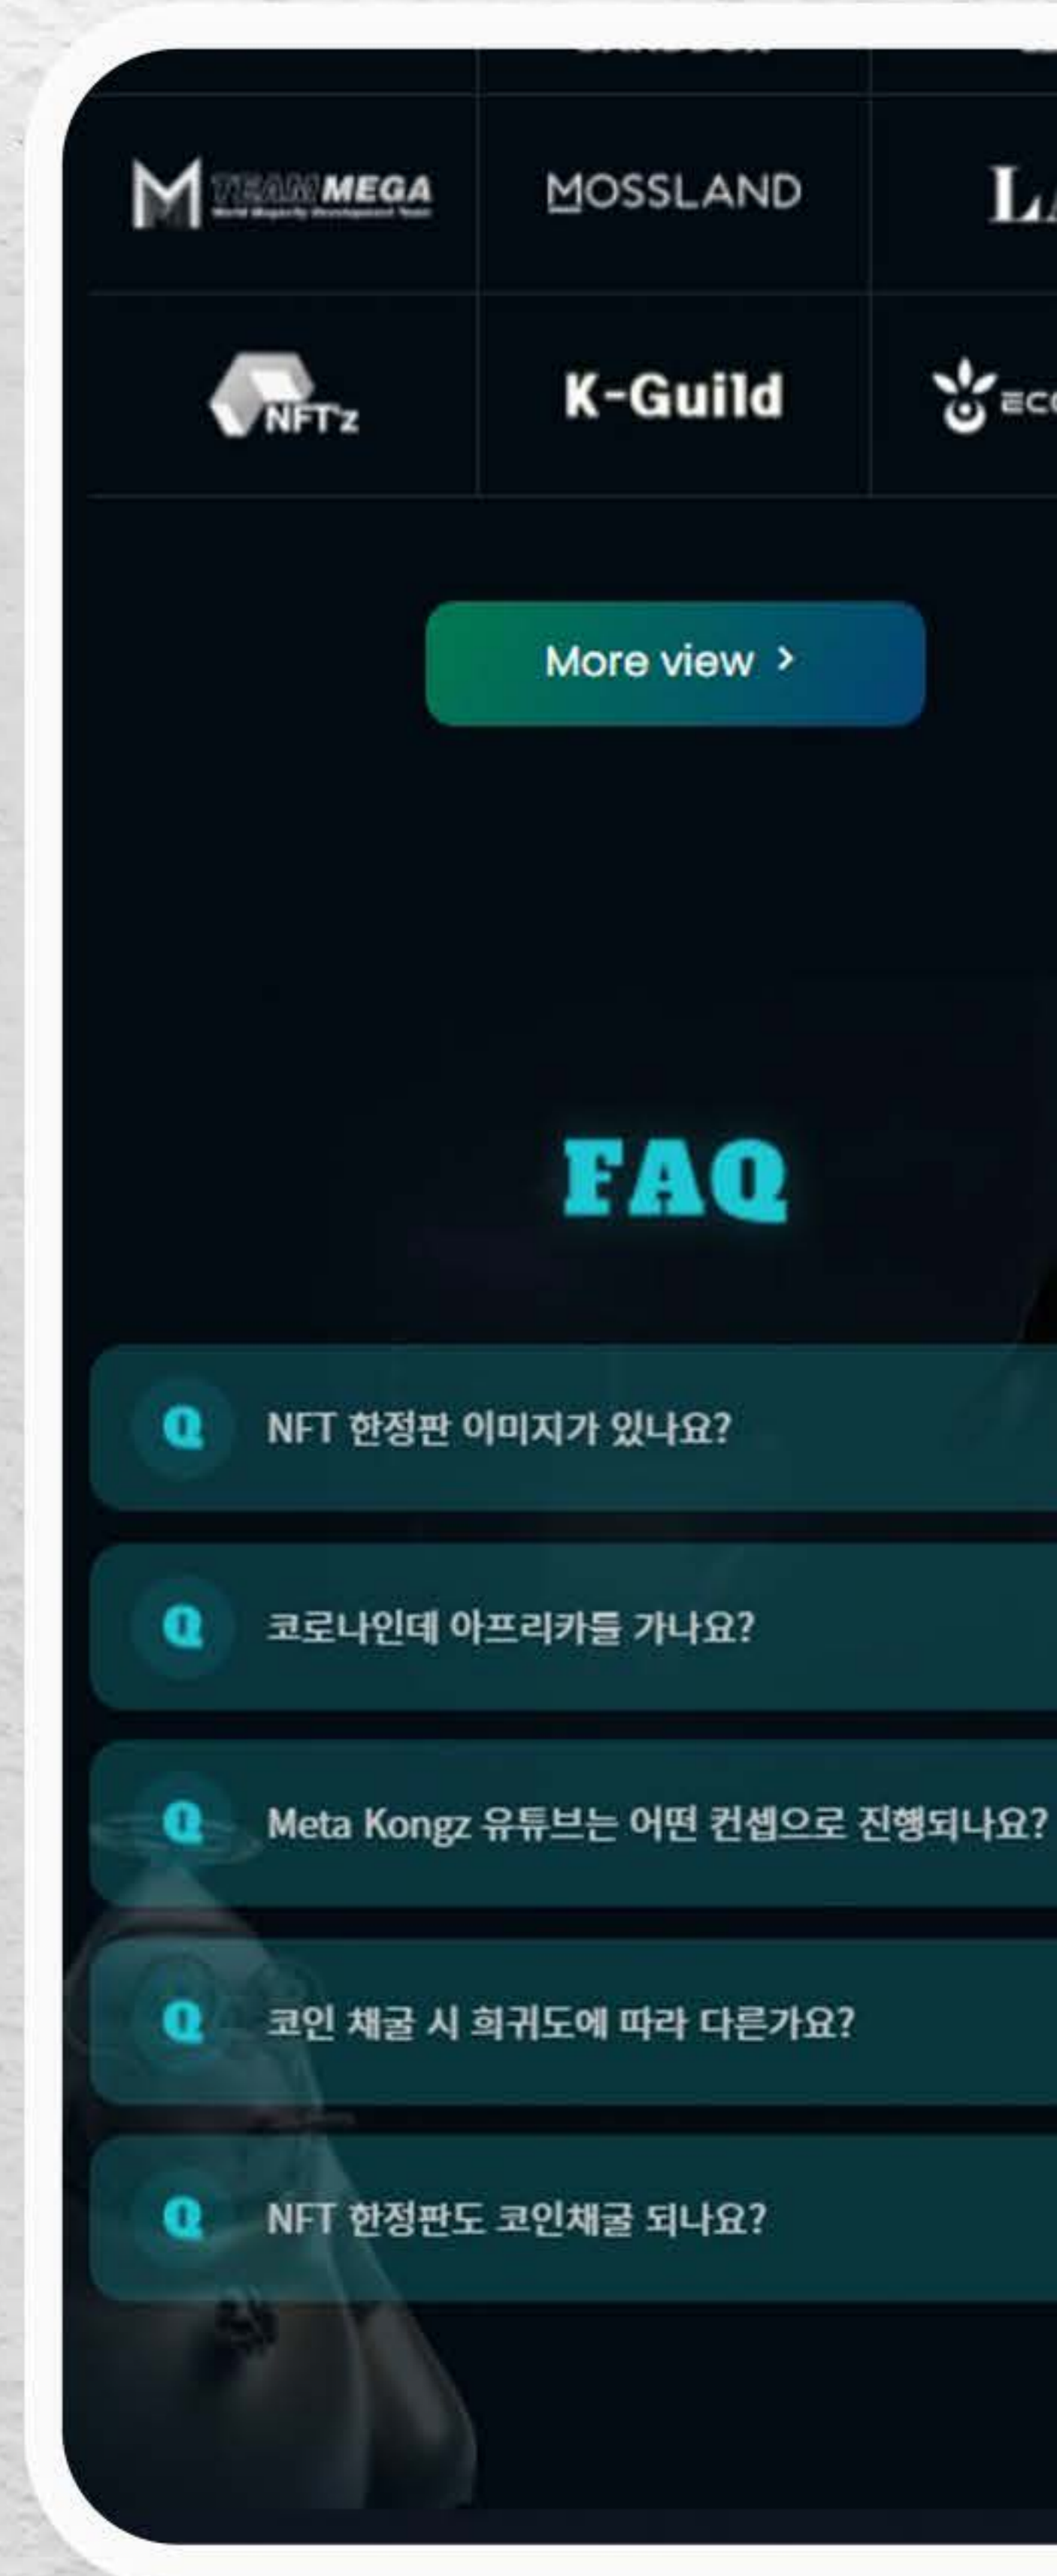 M TEAM MEGA MOSSLAND
World Majority Development Team
NFT'z K-Guild
More view >
FAQ
Q NFT 한정판 이미지가 있나요?
Q 코로나인데 아프리카를 가나요?
Q Meta Kongz 유튜브는 어떤 컨셉으로 진행되나요?
Q 코인 채굴 시 희귀도에 따라 다른가요?
Q NFT 한정판도 코인채굴 되나요?